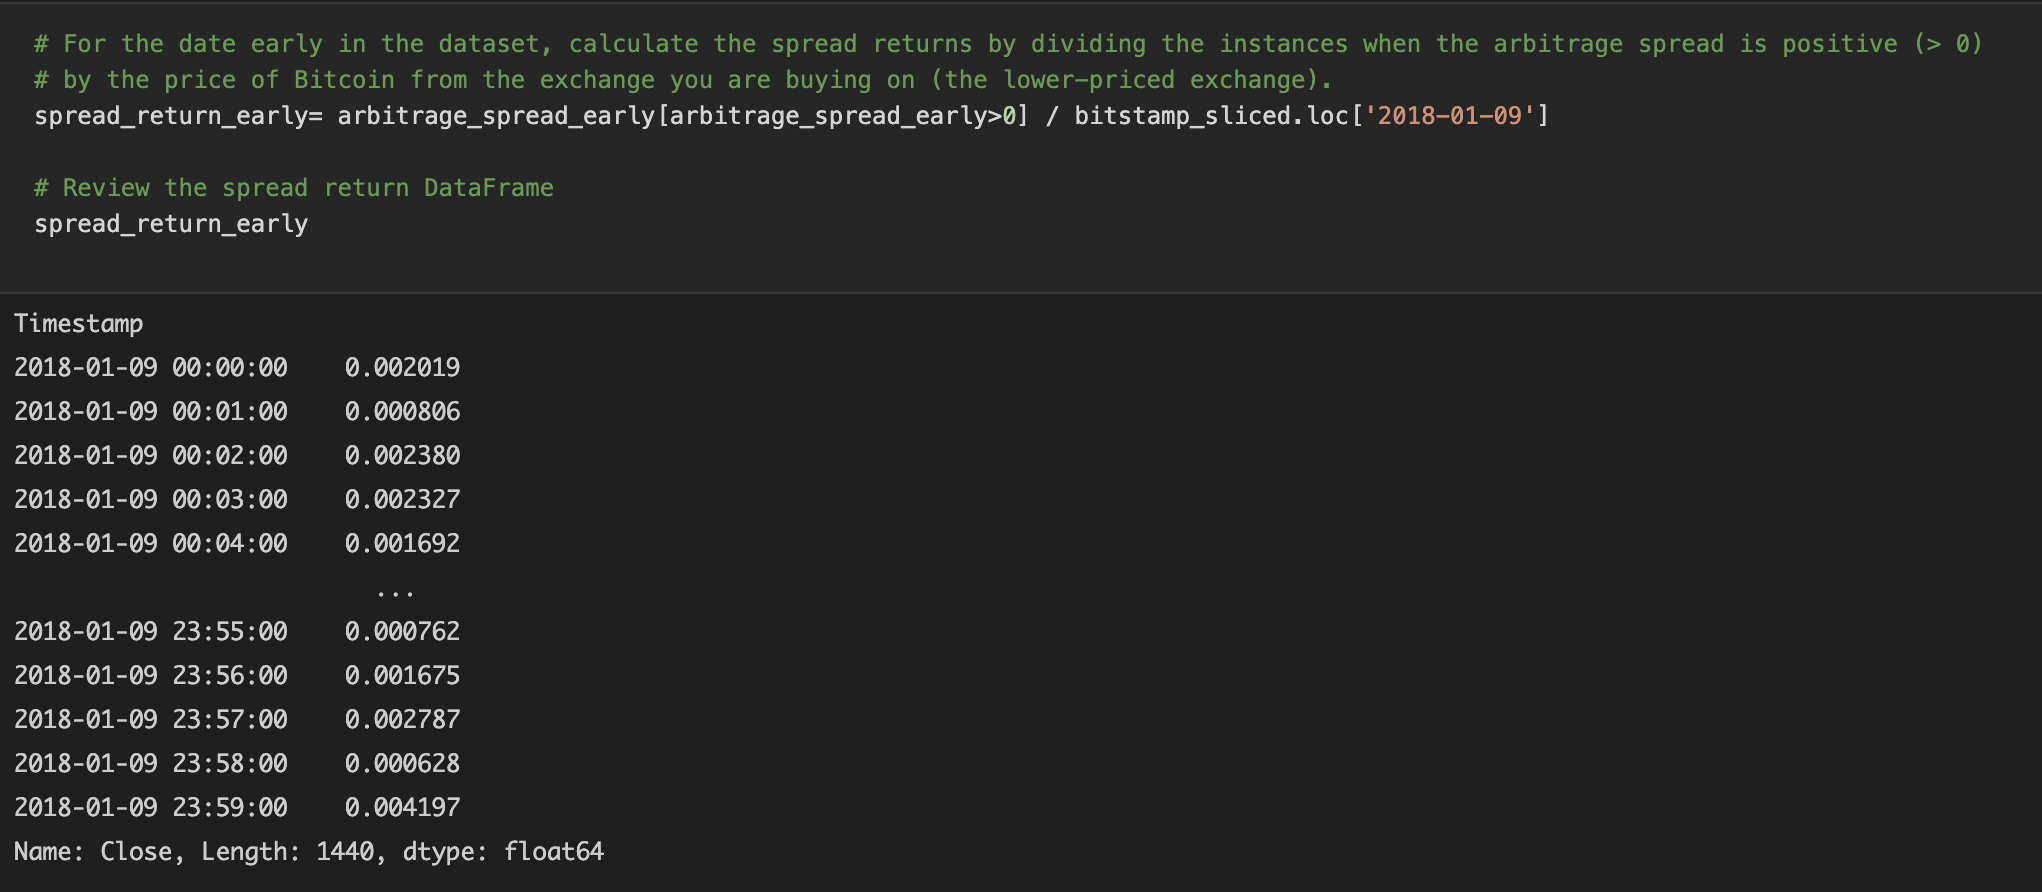 # For the date early in the dataset, calculate the spread returns by dividing the instances when the arbitrage spread is positive (> 0)
# by the price of Bitcoin from the exchange you are buying on (the lower-priced exchange).
spread_return_early= arbitrage_spread_early[arbitrage_spread_early>0] / bitstamp_sliced.loc['2018-01-09']
# Review the spread return DataFrame
spread_return_early
Timestamp
2018-01-09 00:00:00    0.002019
2018-01-09 00:01:00    0.000806
2018-01-09 00:02:00    0.002380
2018-01-09 00:03:00    0.002327
2018-01-09 00:04:00    0.001692
...
2018-01-09 23:55:00    0.000762
2018-01-09 23:56:00    0.001675
2018-01-09 23:57:00    0.002787
2018-01-09 23:58:00    0.000628
2018-01-09 23:59:00    0.004197
Name: Close, Length: 1440, dtype: float64